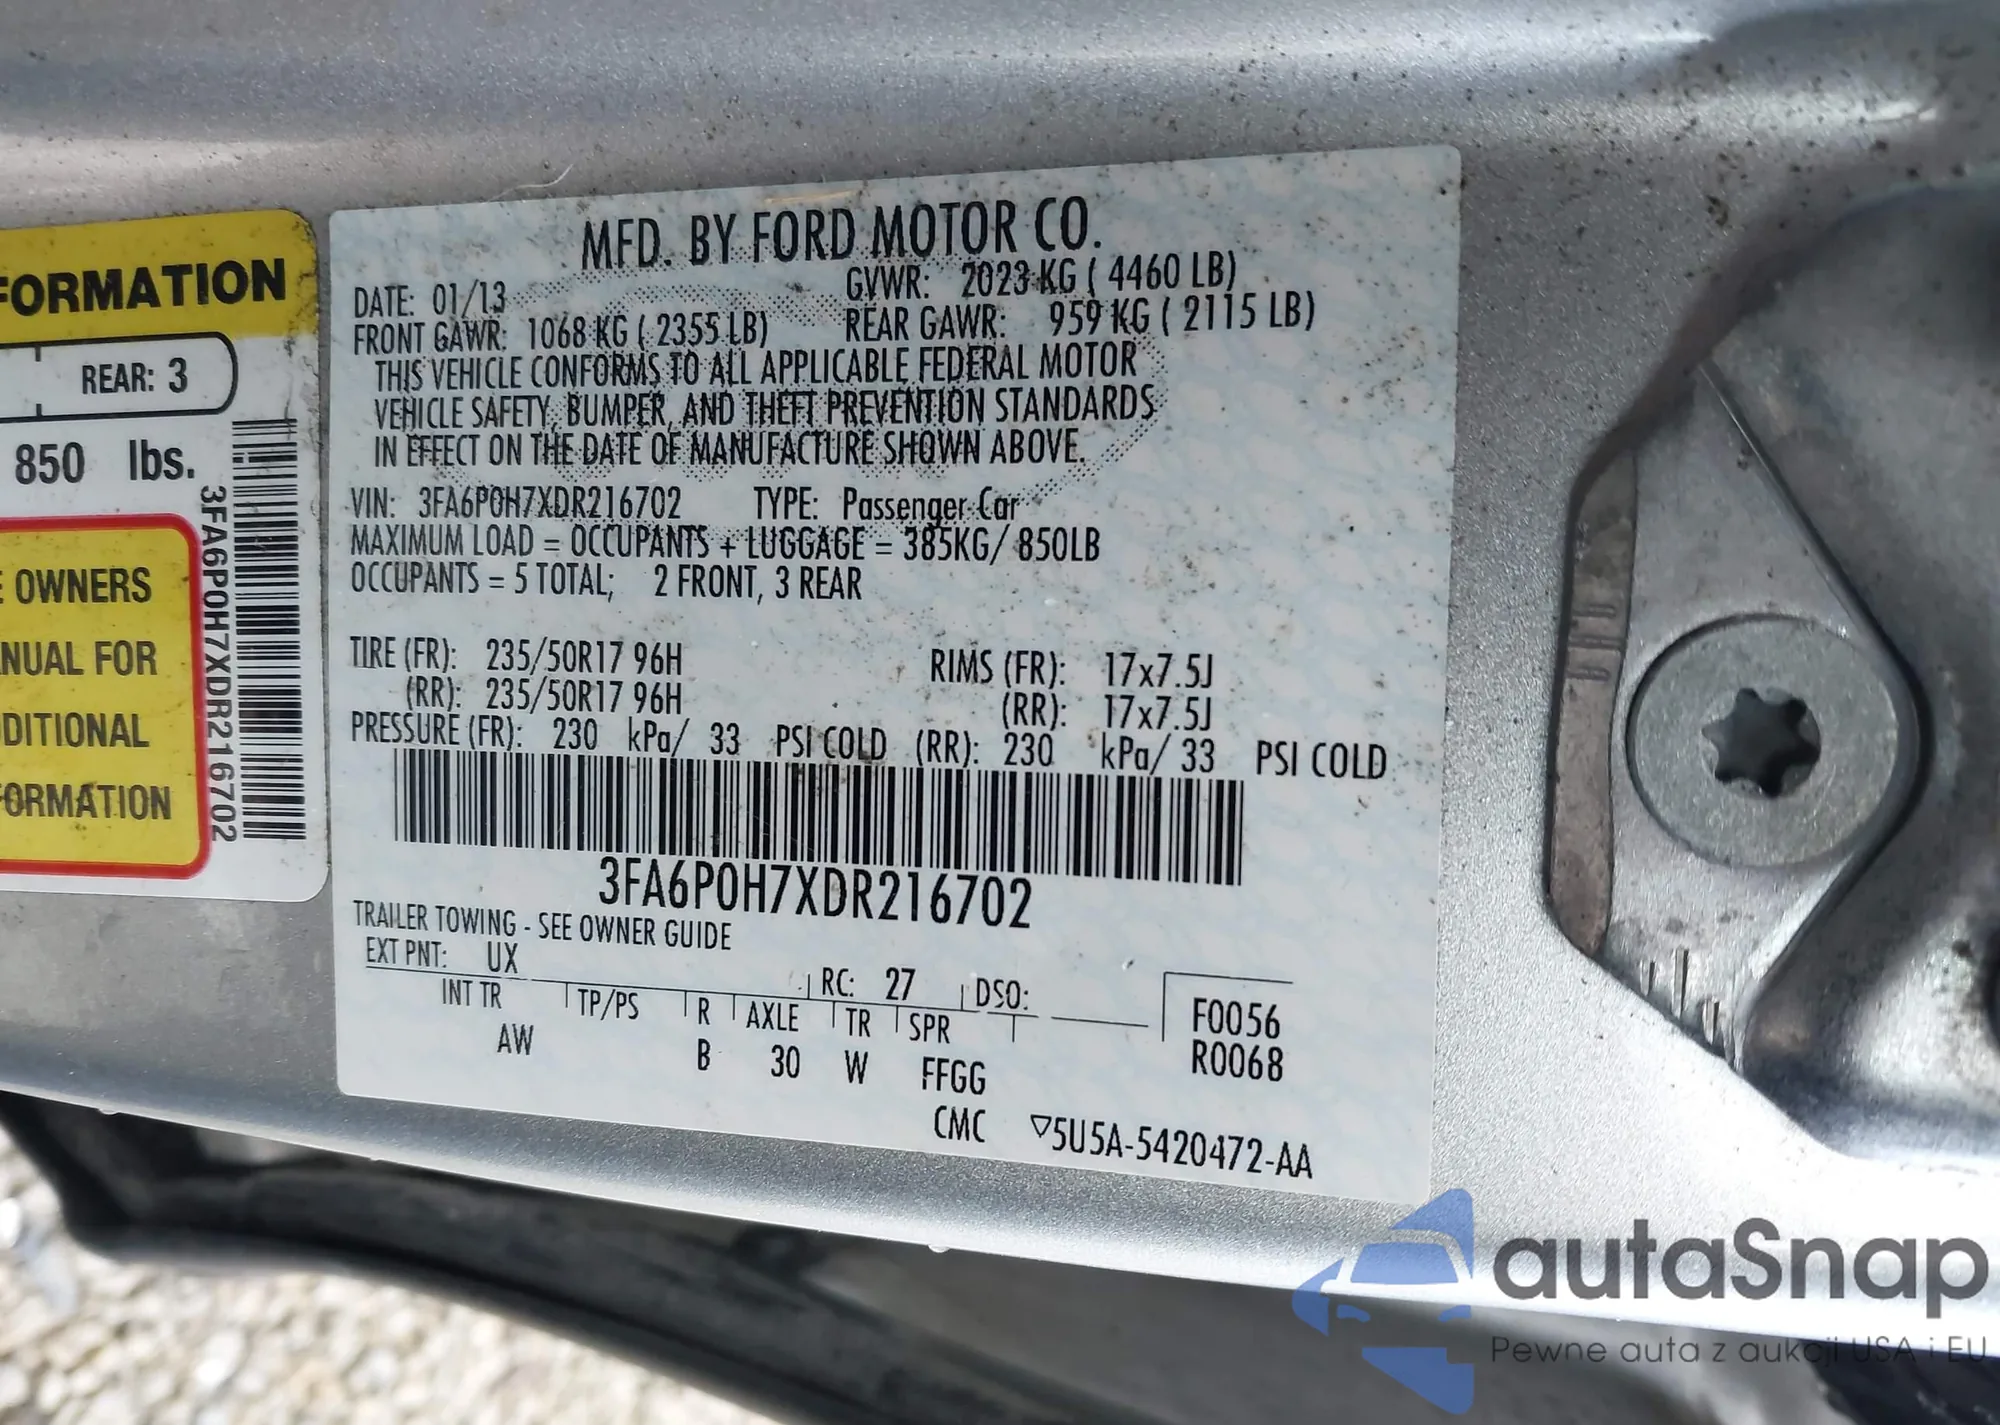 FORMATION
REAR: 3
850 lbs.
3FA6P0H7XDR216702
OWNERS
NUAL FOR
DITIONAL
FORMATION
MFD. BY FORD MOTOR CO.
DATE: 01/13 GVWR: 2023 KG ( 4460 LB)
FRONT GAWR: 1068 KG ( 2355 LB) REAR GAWR: 959 KG ( 2115 LB)
THIS VEHICLE CONFORMS TO ALL APPLICABLE FEDERAL MOTOR
VEHICLE SAFETY, BUMPER, AND THEFT PREVENTION STANDARDS
IN EFFECT ON THE DATE OF MANUFACTURE SHOWN ABOVE.
VIN: 3FA6P0H7XDR216702 TYPE: Passenger Car
MAXIMUM LOAD = OCCUPANTS + LUGGAGE = 385KG/ 850LB
OCCUPANTS = 5 TOTAL; 2 FRONT, 3 REAR
TIRE (FR): 235/50R17 96H RIMS (FR): 17x7.5J
(RR): 235/50R17 96H (RR): 17x7.5J
PRESSURE (FR): 230 kPa/ 33 PSI COLD (RR): 230 kPa/ 33 PSI COLD
3FA6P0H7XDR216702
TRAILER TOWING - SEE OWNER GUIDE
EXT PNT: UX RC: 27 DSO:
INT TR TP/PS R AXLE TR SPR F0056
AW B 30 W FFGG R0068
CMC ▽5U5A-5420472-AA
autaSnap
Pewne auta z aukcji USA i EU